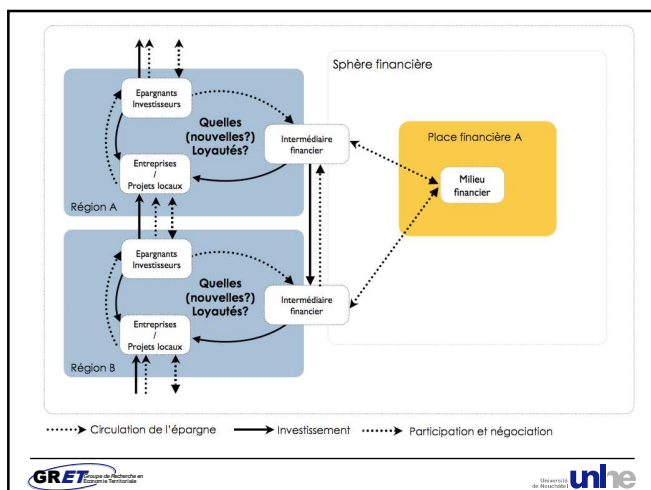 Sphère financière
Epargnants
Investisseurs
Quelles
(nouvelles?)
Loyautés?
Intermédiaire
financier
Entreprises
/
Projets locaux
Région A
Place financière A
Milieu
financier
Epargnants
Investisseurs
Quelles
(nouvelles?)
Loyautés?
Intermédiaire
financier
Entreprises
/
Projets locaux
Région B
Circulation de l'épargne
Investissement
Participation et négociation
GRET Groupe de Recherche en
Economie Territoriale
Université
de Neuchâtel
unine